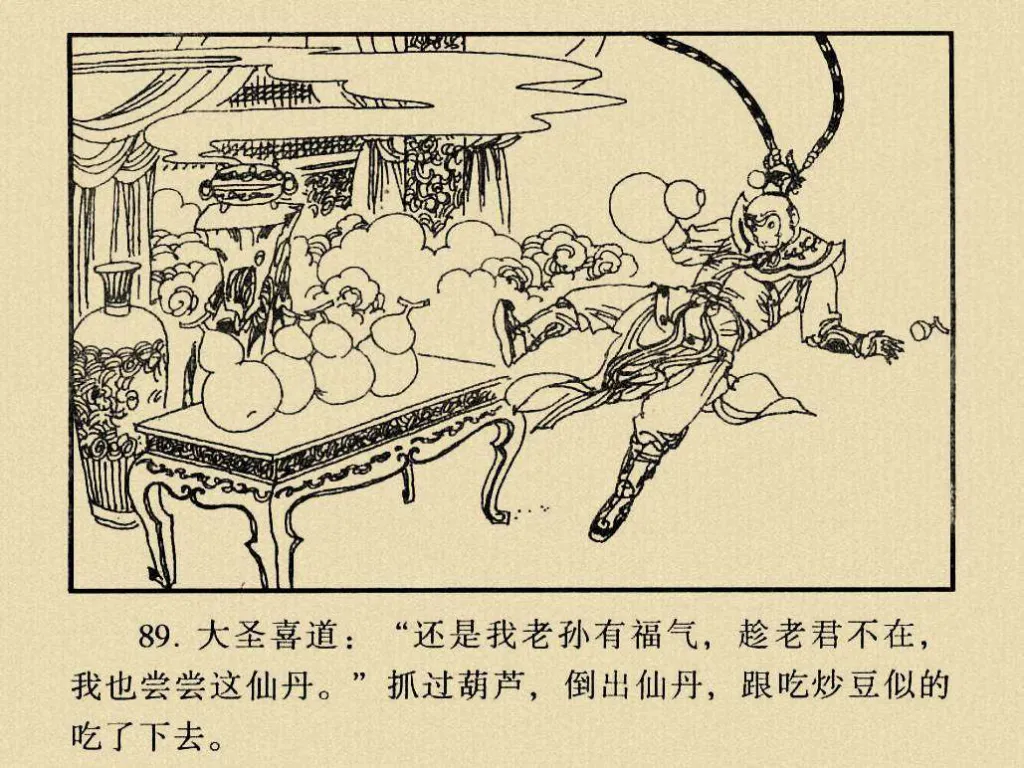 89. 大圣喜道：“还是我老孙有福气，趁老君不在，
我也尝尝这仙丹。”抓过葫芦，倒出仙丹，跟吃炒豆似的
吃了下去。